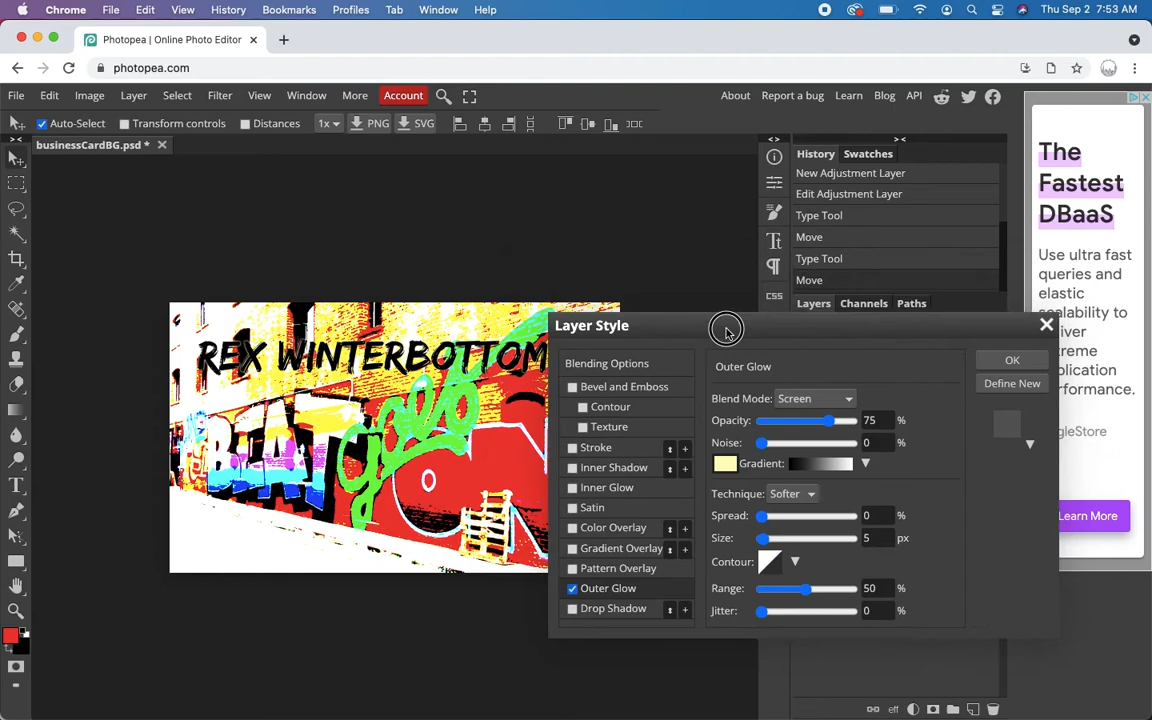 Chrome File Edit View History Bookmarks Profiles Tab Window Help Thu Sep 2 7:53 AM
Photopea | Online Photo Editor
photopea.com
File Edit Image Layer Select Filter View Window More Account About Report a bug Learn Blog API
Auto-Select Transform controls Distances 1x PNG SVG
businessCardBG.psd *
History Swatches
New Adjustment Layer
Edit Adjustment Layer
Type Tool
Move
Type Tool
Move
CSS
Layers Channels Paths
REX WINTERBOTTOM
BEAT
Layer Style
Blending Options
Bevel and Emboss
Contour
Texture
Stroke
Inner Shadow
Inner Glow
Satin
Color Overlay
Gradient Overlay
Pattern Overlay
Outer Glow
Drop Shadow
Outer Glow
Blend Mode: Screen
Opacity: 75 %
Noise: 0 %
Gradient:
Technique: Softer
Spread: 0 %
Size: 5 px
Contour:
Range: 50 %
Jitter: 0 %
OK
Define New
eff
The
Fastest
DBaaS
Use ultra fast
queries and
elastic
Learn More